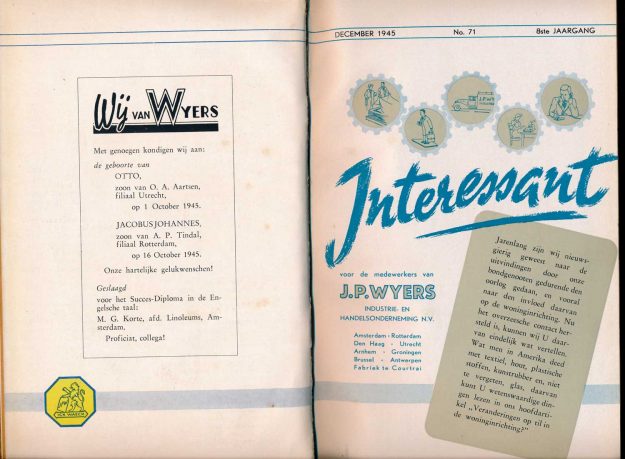 Wij VAN WYERS
Met genoegen kondigen wij aan:
de geboorte van
OTTO,
zoon van O. A. Aartsen,
filiaal Utrecht,
op 1 October 1945.
JACOBUS JOHANNES,
zoon van A. P. Tindal,
filiaal Rotterdam,
op 16 October 1945.
Onze hartelijke gelukwenschen!
Geslaagd
voor het Succes-Diploma in de En-
gelsche taal:
M. G. Korte, afd. Linoleums, Am-
sterdam.
Proficiat, collega!
DECEMBER 1945 No. 71 8ste JAARGANG
Interessant
voor de medewerkers van
J.P.WYERS
INDUSTRIE- EN
HANDELSONDERNEMING N.V.
Amsterdam - Rotterdam
Den Haag - Utrecht
Arnhem - Groningen
Brussel - Antwerpen
Fabriek te Courtrai
Jarenlang zijn wij nieuws-
gierig geweest naar de
uitvindingen door onze
bondgenooten gedurende den
oorlog gedaan, en vooral
naar den invloed daarvan
op de woninginrichting. Nu
het overzeesche contact her-
steld is, kunnen wij U daar-
van eindelijk wat vertellen.
Wat men in Amerika deed
met textiel, hout, plastische
stoffen, kunstrubber en, niet
te vergeten, glas, daarvan
kunt U wetenswaardige din-
gen lezen in ons hoofdarti-
kel „Veranderingen op til in
de woninginrichting?"